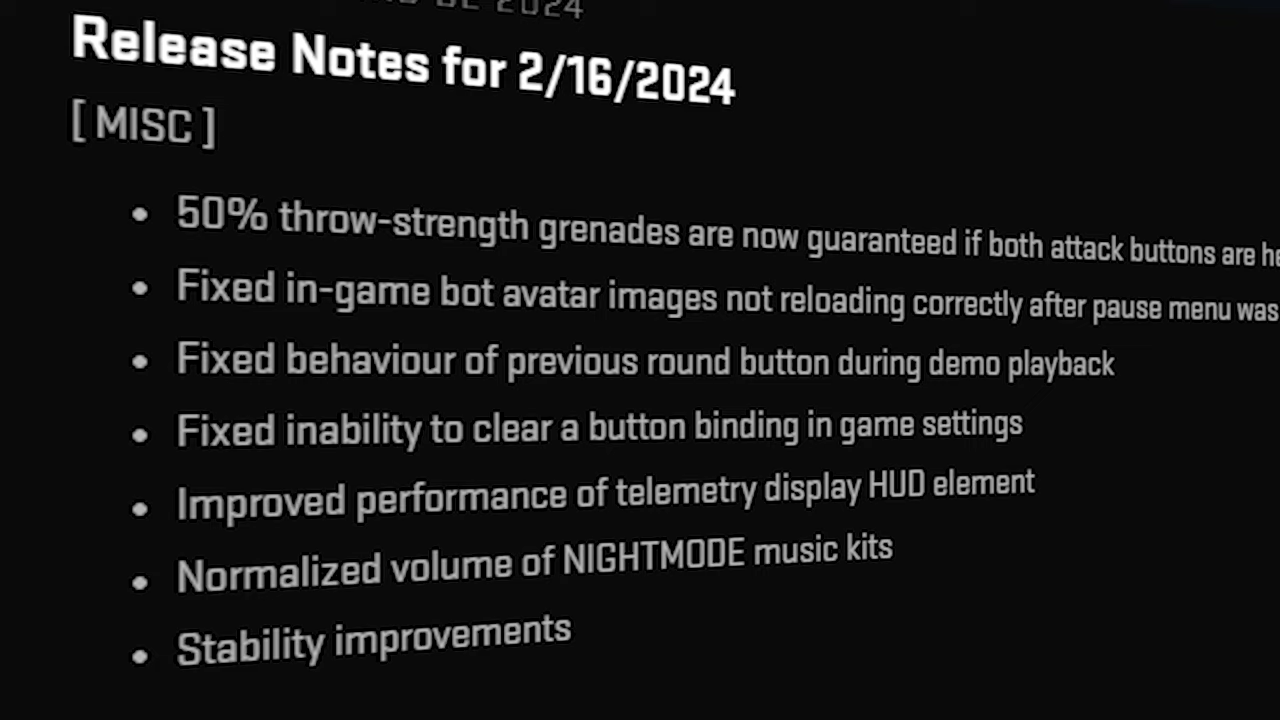 2024
Release Notes for 2/16/2024
[ MISC ]
• 50% throw-strength grenades are now guaranteed if both attack buttons are
• Fixed in-game bot avatar images not reloading correctly after pause menu was
• Fixed behaviour of previous round button during demo playback
• Fixed inability to clear a button binding in game settings
• Improved performance of telemetry display HUD element
• Normalized volume of NIGHTMODE music kits
• Stability improvements